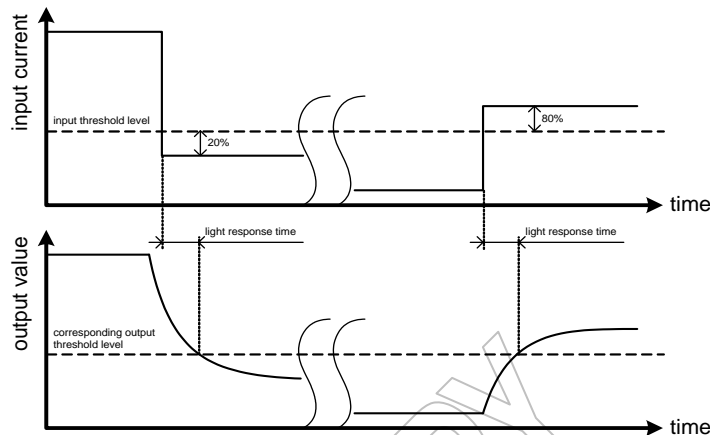 input current
input threshold level
20%
80%
time
light response time
light response time
output value
corresponding output
threshold level
time